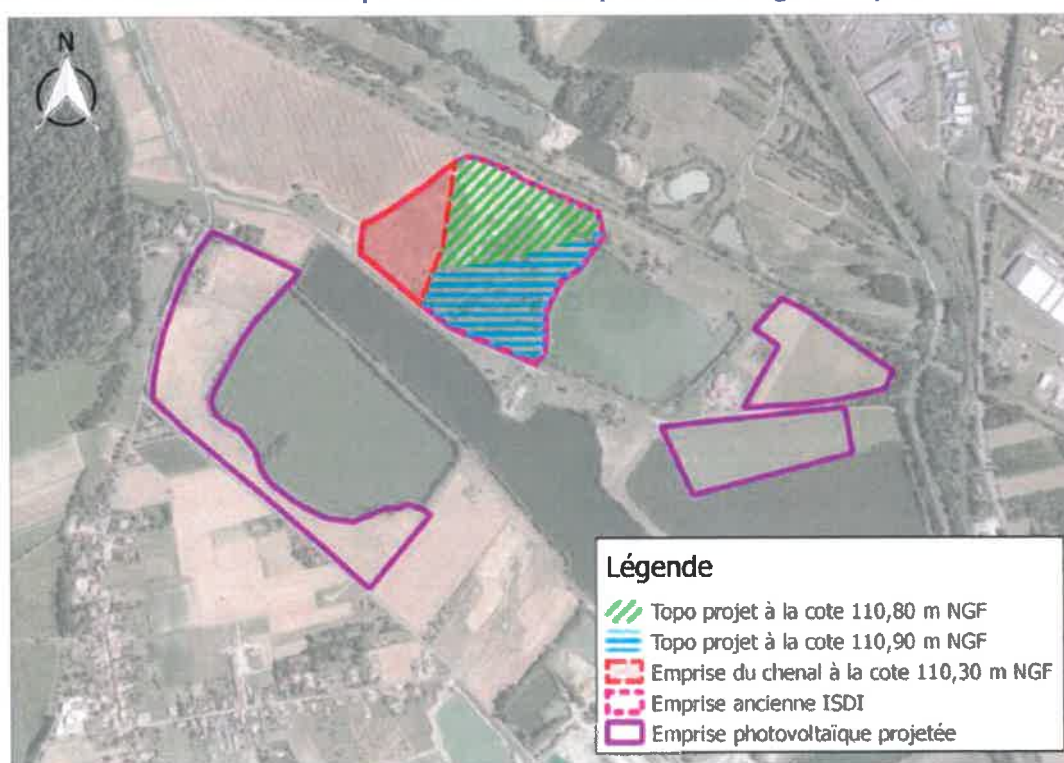 N
Légende
Topo projet à la cote 110,80 m NGF
Topo projet à la cote 110,90 m NGF
Emprise du chenal à la cote 110,30 m NGF
Emprise ancienne ISDI
Emprise photovoltaïque projetée